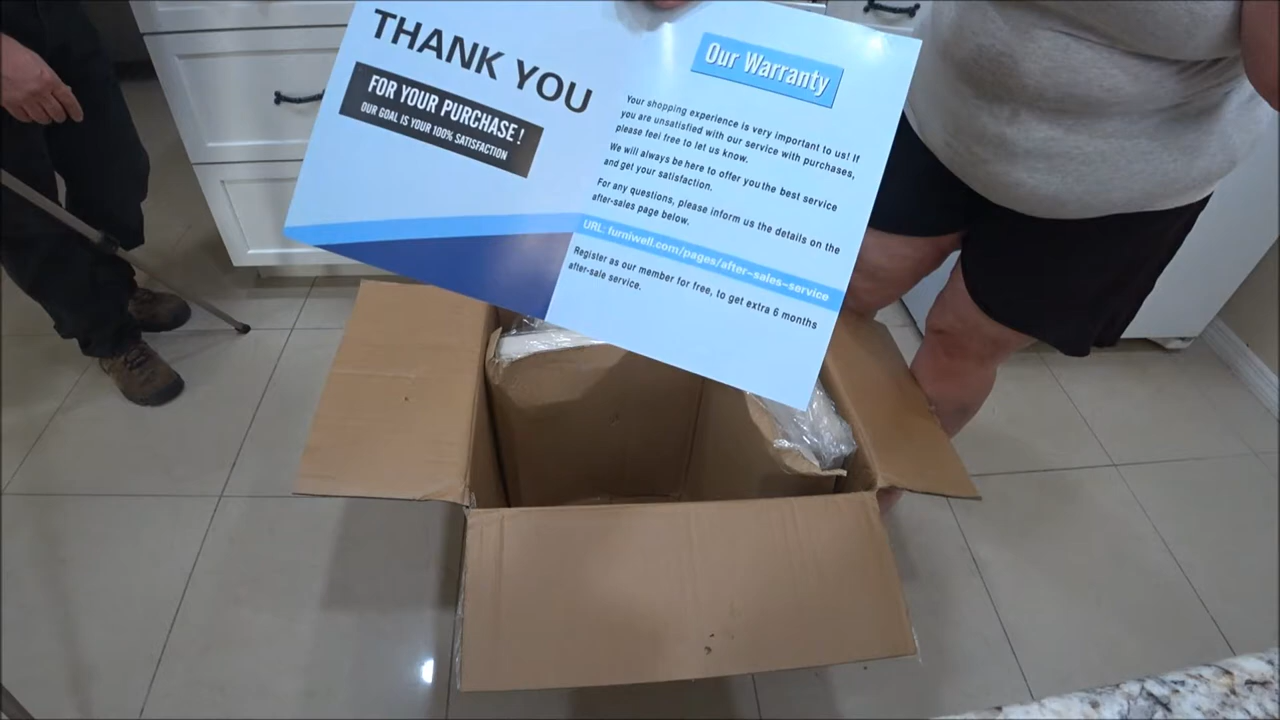 THANK YOU
FOR YOUR PURCHASE!
OUR GOAL IS YOUR 100% SATISFACTION
Our Warranty
Your shopping experience is very important to us! If
you are unsatisfied with our service with purchases,
please feel free to let us know.
We will always be here to offer you the best service
and get your satisfaction.
For any questions, please inform us the details on the
after-sales page below.
URL: furniwell.com/pages/after-sales-service
Register as our member for free, to get extra 6 months
after-sale service.